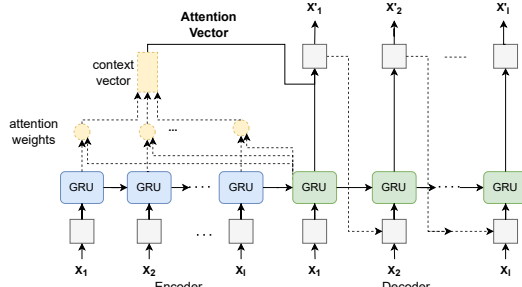 Attention
Vector
X'1 X'2 X'l
context
vector
attention
weights
...
GRU GRU GRU GRU GRU GRU
X1 X2 Xl X1 X2 Xl
Encoder Decoder